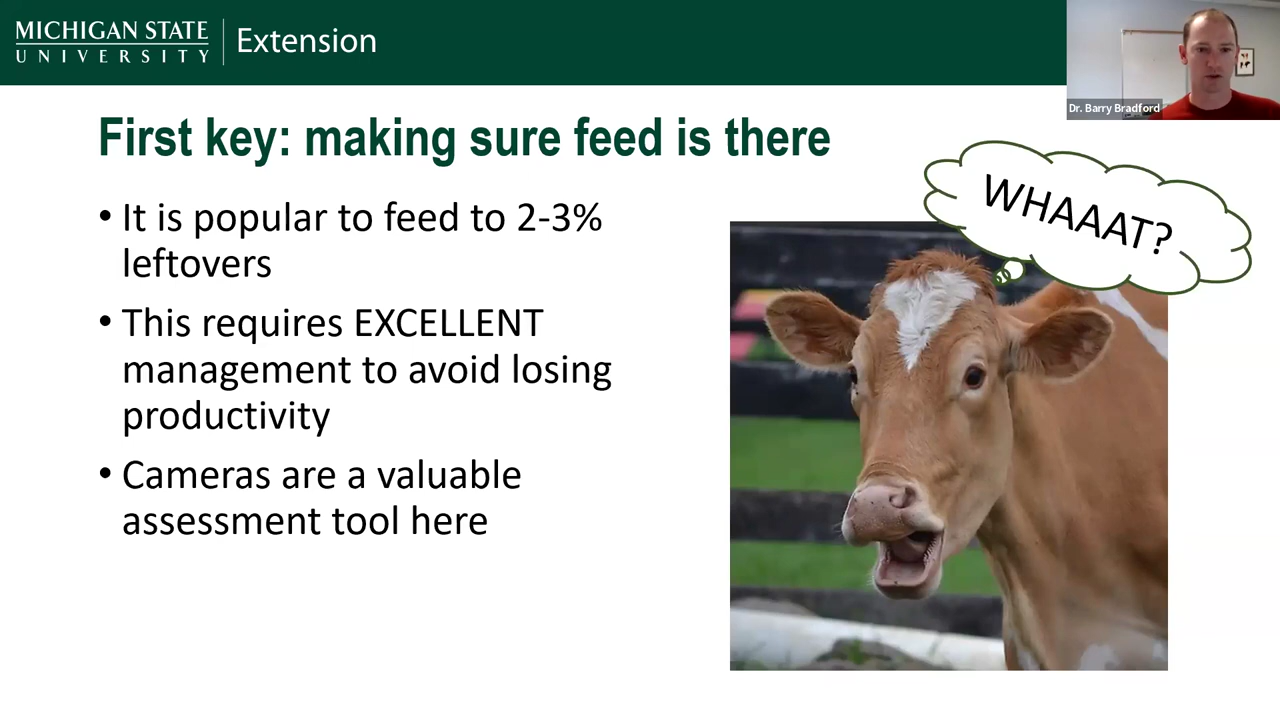 MICHIGAN STATE
UNIVERSITY
Extension
Dr. Barry Bradford
First key: making sure feed is there
WHAAAT?
• It is popular to feed to 2-3%
leftovers
• This requires EXCELLENT
management to avoid losing
productivity
• Cameras are a valuable
assessment tool here